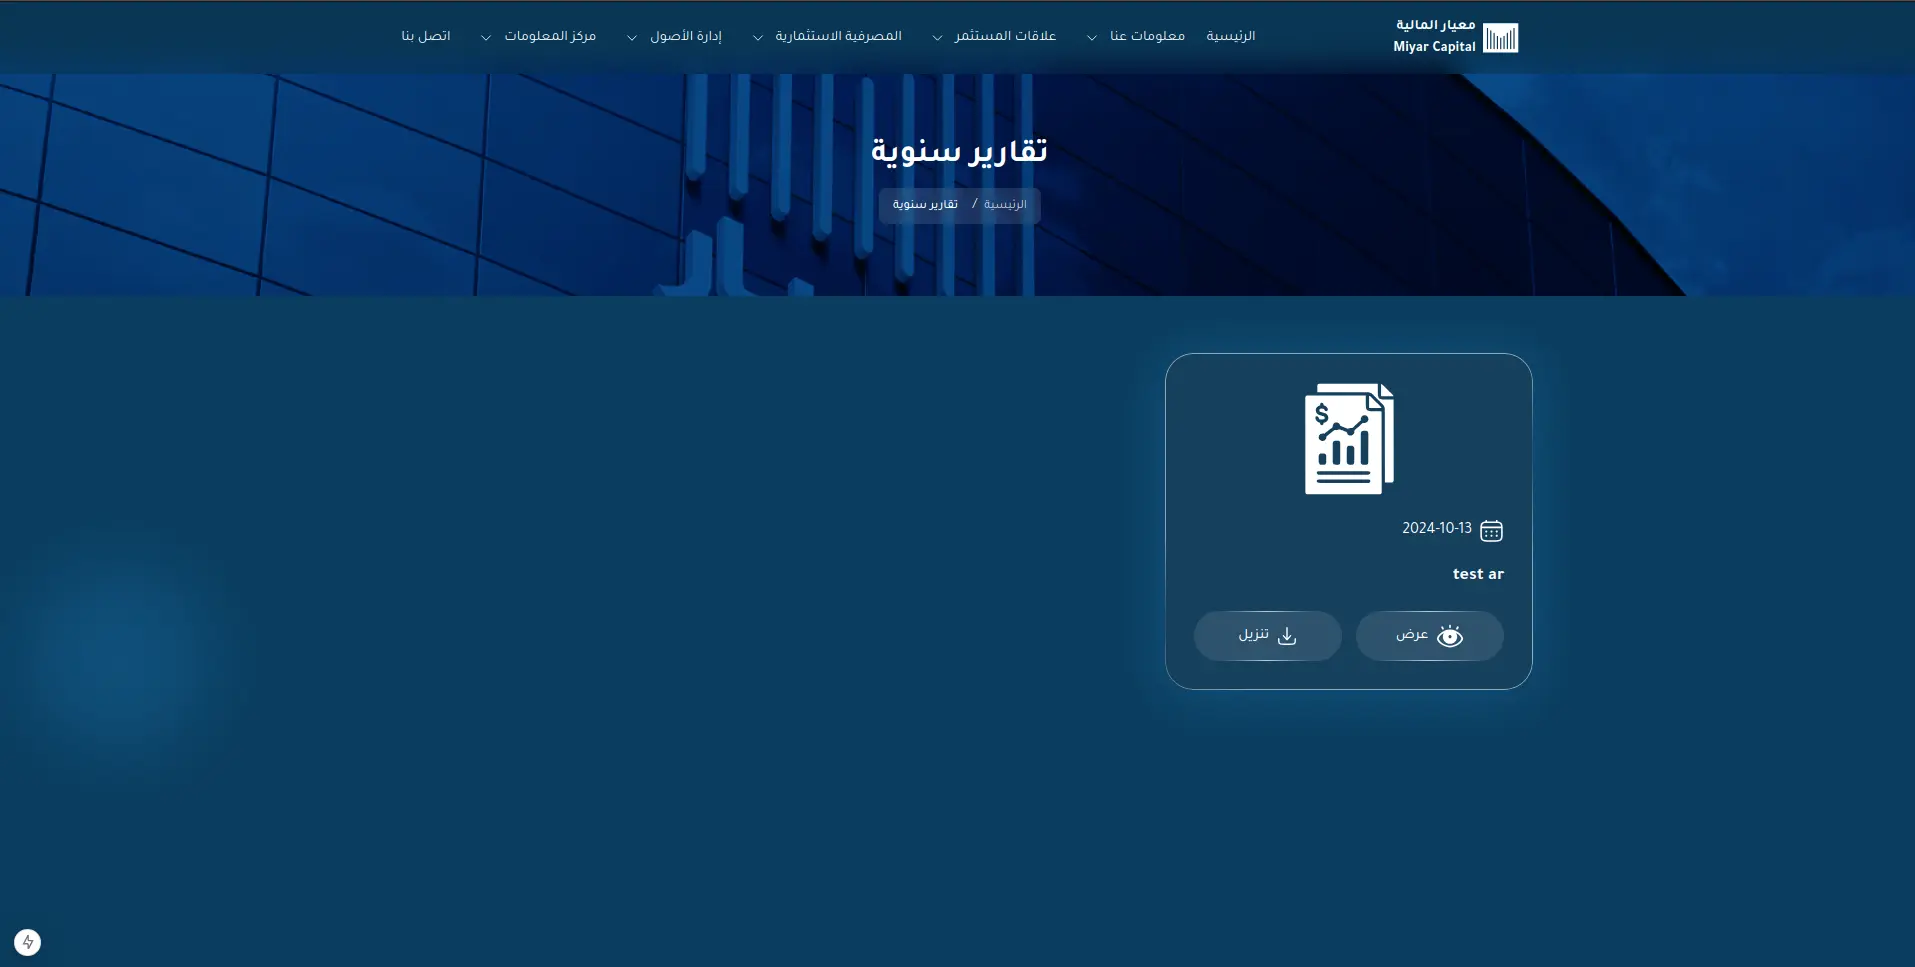 معيار المالية
Miyar Capital
الرئيسية
معلومات عنا
علاقات المستثمر
المصرفية الاستثمارية
إدارة الأصول
مركز المعلومات
اتصل بنا
تقارير سنوية
الرئيسية / تقارير سنوية
$
2024-10-13
test ar
عرض
تنزيل